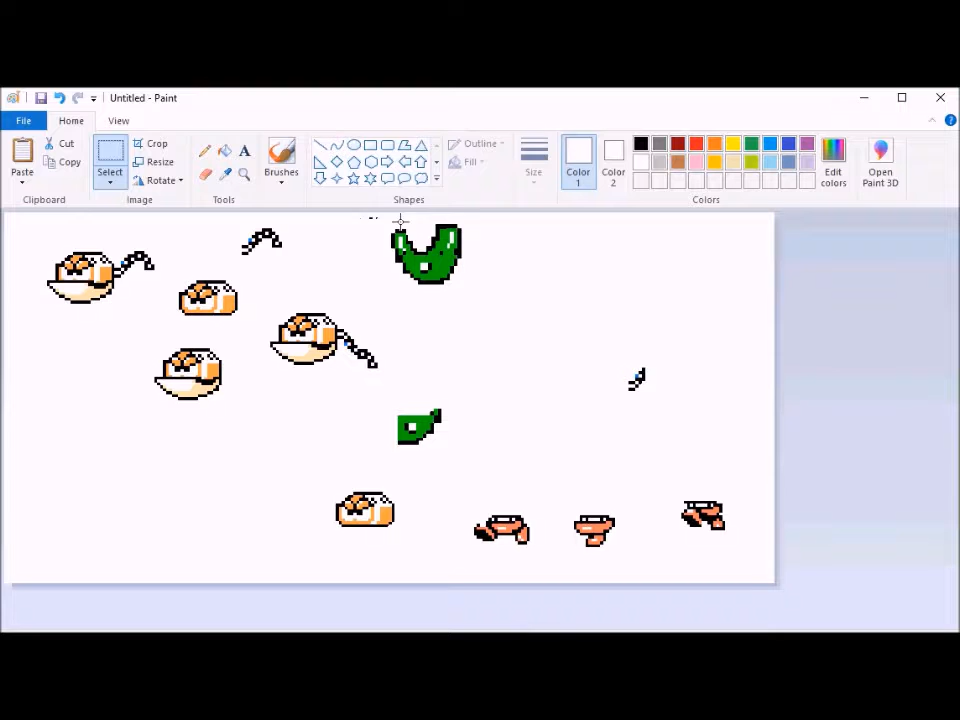 Untitled - Paint
File Home View
Paste
Cut
Copy
Clipboard
Select
Crop
Resize
Rotate
Image
A
Tools
Brushes
Outline
Fill
Shapes
Size
Color 1
Color 2
Colors
Edit colors
Open Paint 3D